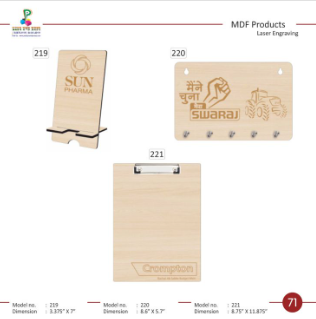 MDF Products
Laser Engraving
219
220
SUN
PHARMA
मैंने
चुना
मेरा
SWARAJ
221
Crompton
71
Model no. : 219
Dimension : 3.375" X 7"
Model no. : 220
Dimension : 8.6" X 5.7"
Model no. : 221
Dimension : 8.75" X 11.875"